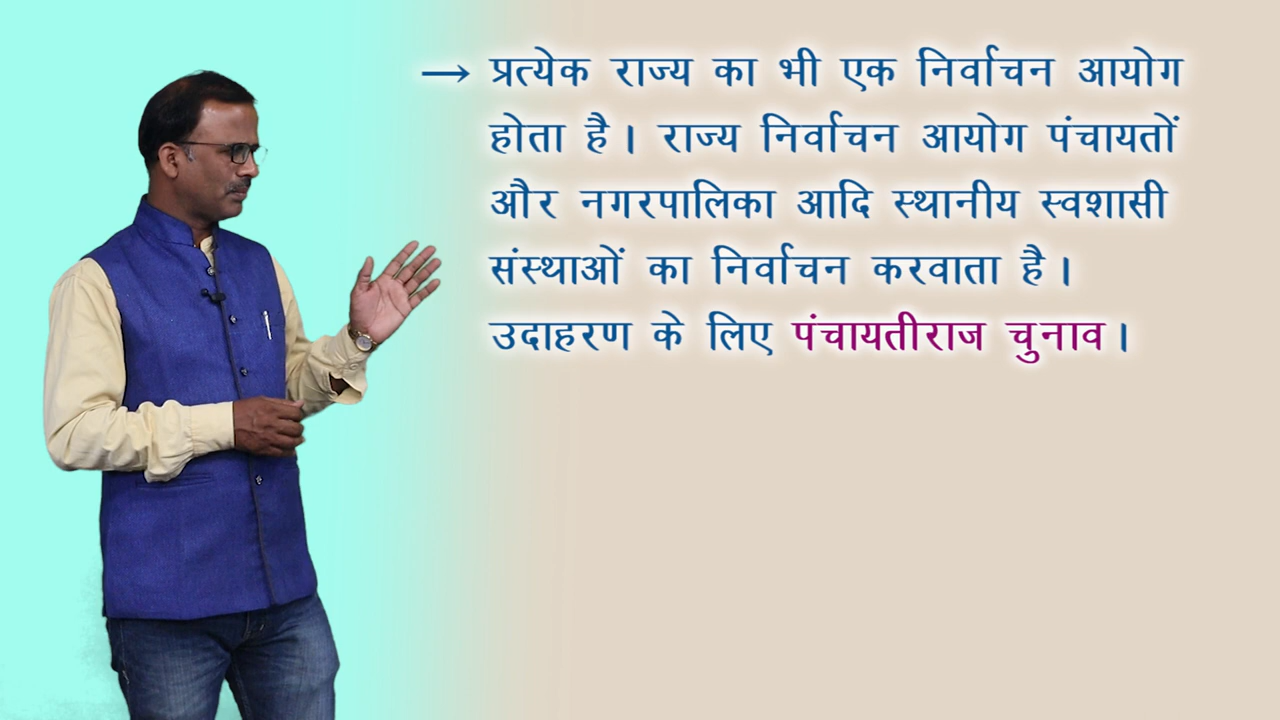 → प्रत्येक राज्य का भी एक निर्वाचन आयोग
होता है। राज्य निर्वाचन आयोग पंचायतों
और नगरपालिका आदि स्थानीय स्वशासी
संस्थाओं का निर्वाचन करवाता है।
उदाहरण के लिए पंचायतीराज चुनाव।